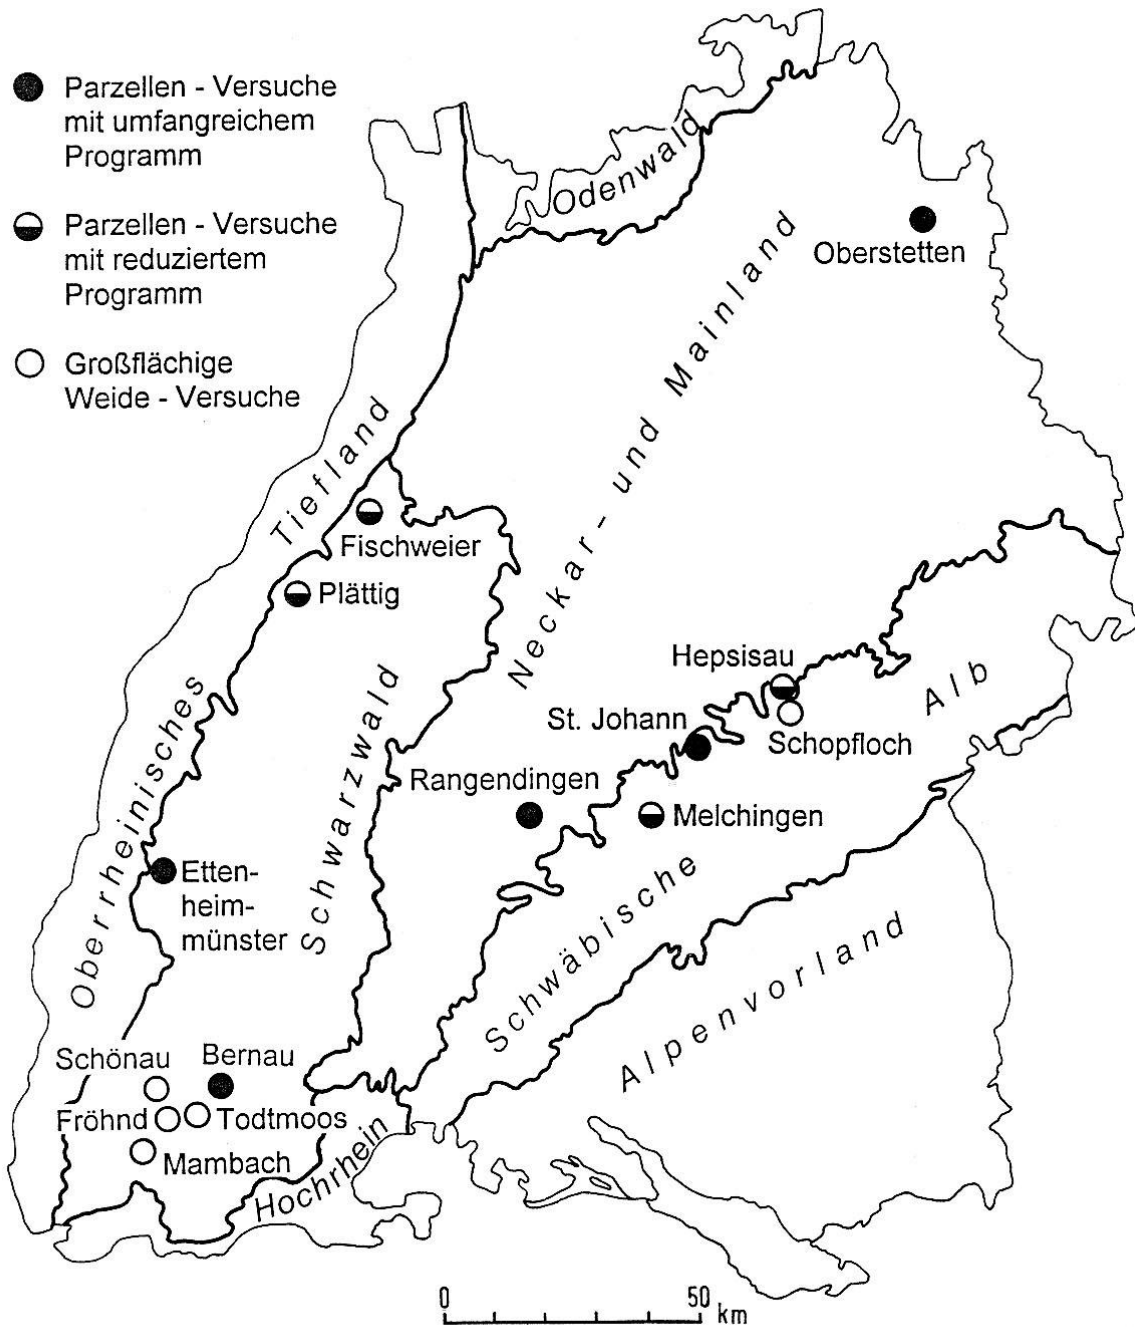 Parzellen - Versuche
mit umfangreichem
Programm
Parzellen - Versuche
mit reduziertem
Programm
Großflächige
Weide - Versuche
Odenwald
Oberstetten
Neckar- und Mainland
Oberrheinisches Tiefland
Fischweier
Plättig
Schwarzwald
Hepsisau
St. Johann
Schopfloch
Rangendingen
Melchingen
Schwäbische Alb
Etten-
heim-
münster
Alpenvorland
Schönau
Bernau
Fröhnd
Todtmoos
Mambach
Hochrhein
0 50
km